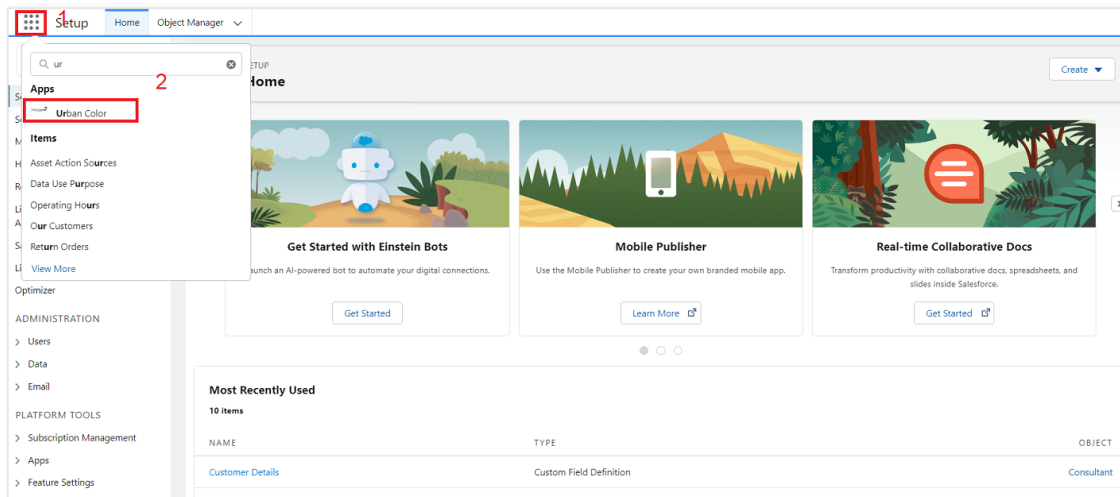 1
Setup
Home
Object Manager
ur
2
Apps
Urban Color
Items
Asset Action Sources
Data Use Purpose
Operating Hours
Our Customers
Return Orders
View More
Optimizer
ADMINISTRATION
Users
Data
Email
PLATFORM TOOLS
Subscription Management
Apps
Feature Settings
SETUP
Home
Create
Get Started with Einstein Bots
Launch an AI-powered bot to automate your digital connections.
Get Started
Mobile Publisher
Use the Mobile Publisher to create your own branded mobile app.
Learn More
Real-time Collaborative Docs
Transform productivity with collaborative docs, spreadsheets, and
slides inside Salesforce.
Get Started
Most Recently Used
10 items
NAME TYPE OBJECT
Customer Details Custom Field Definition Consultant